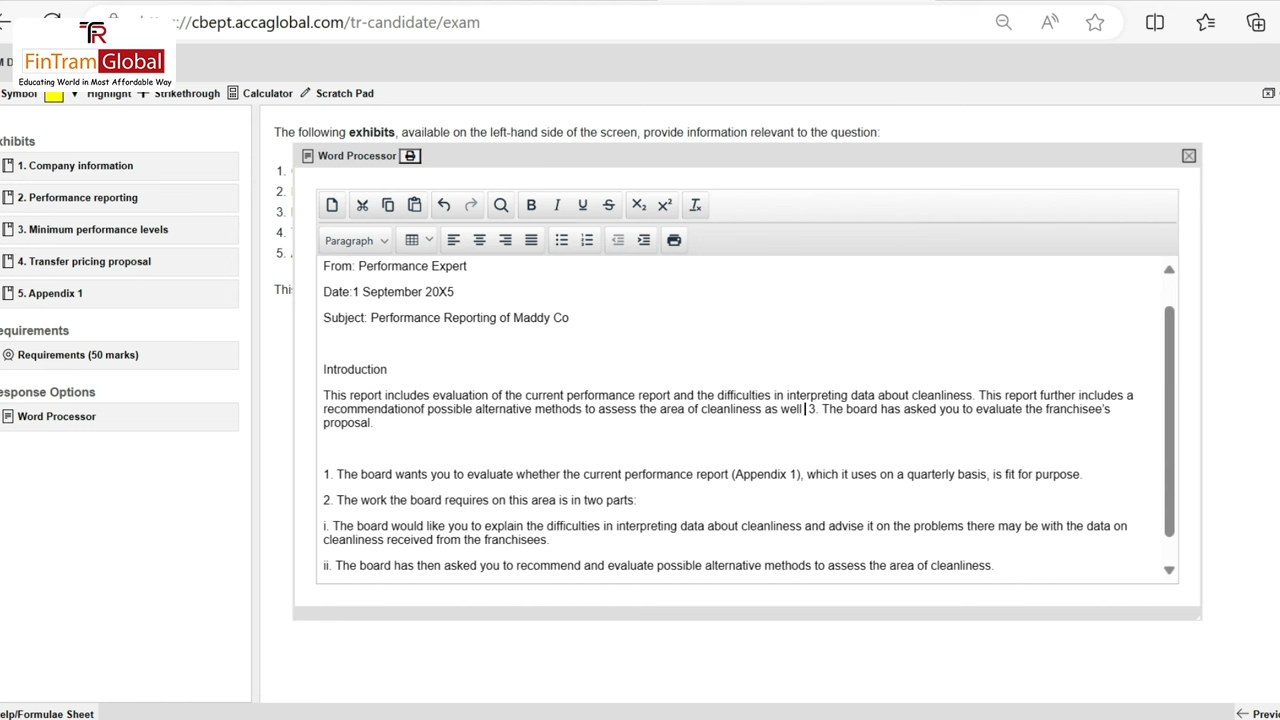 ://cbept.accaglobal.com/tr-candidate/exam
FR
FinTram Global
Educating World in Most Affordable Way
M D
Symbol Highlight Strikethrough Calculator Scratch Pad
xhibits
1. Company information
2. Performance reporting
3. Minimum performance levels
4. Transfer pricing proposal
5. Appendix 1
equirements
Requirements (50 marks)
esponse Options
Word Processor
The following exhibits, available on the left-hand side of the screen, provide information relevant to the question:
1.
2.
3.
4.
5.
This
Word Processor
Paragraph
From: Performance Expert
Date:1 September 20X5
Subject: Performance Reporting of Maddy Co
Introduction
This report includes evaluation of the current performance report and the difficulties in interpreting data about cleanliness. This report further includes a
recommendationof possible alternative methods to assess the area of cleanliness as well 3. The board has asked you to evaluate the franchisee's
proposal.
1. The board wants you to evaluate whether the current performance report (Appendix 1), which it uses on a quarterly basis, is fit for purpose.
2. The work the board requires on this area is in two parts:
i. The board would like you to explain the difficulties in interpreting data about cleanliness and advise it on the problems there may be with the data on
cleanliness received from the franchisees.
ii. The board has then asked you to recommend and evaluate possible alternative methods to assess the area of cleanliness.
elp/Formulae Sheet
Previo